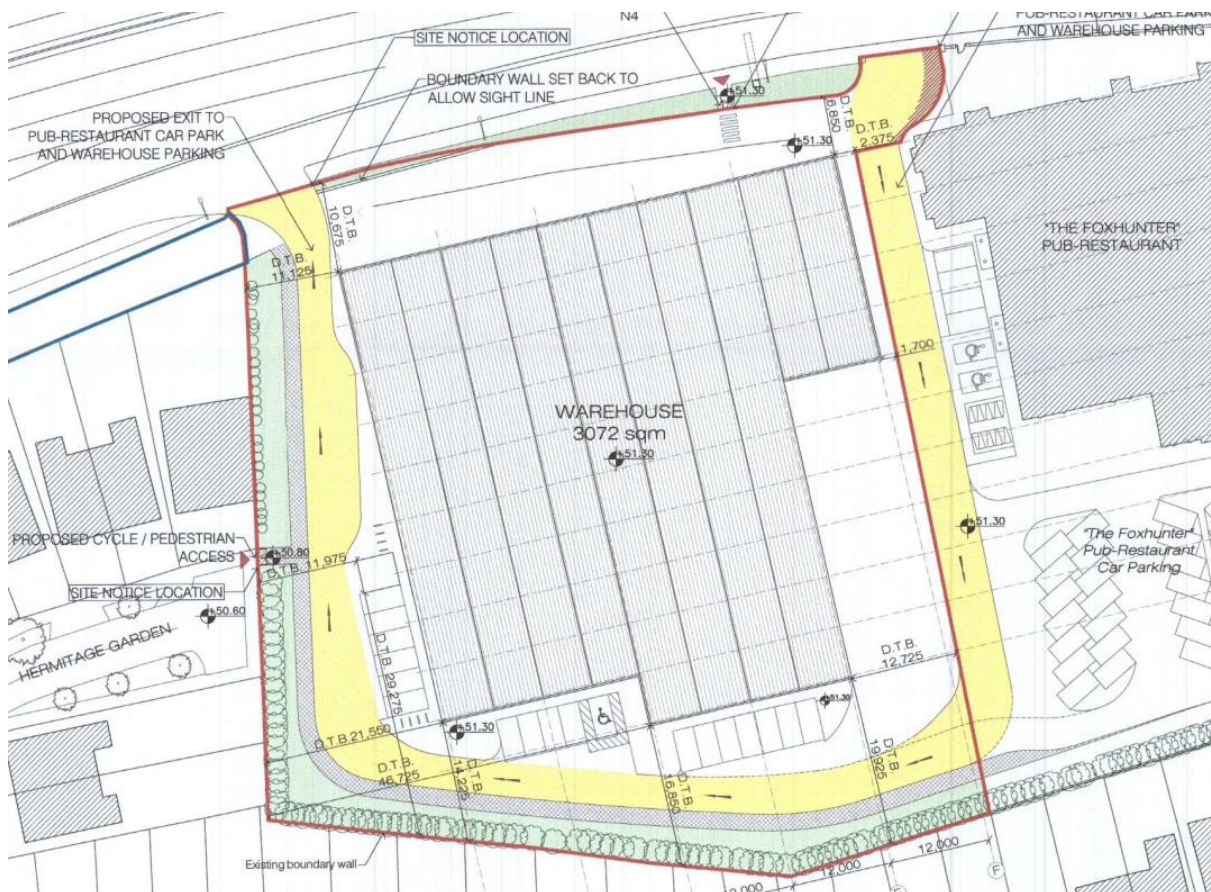 N4
SITE NOTICE LOCATION
PUB-RESTAURANT CAR PARK
AND WAREHOUSE PARKING
BOUNDARY WALL SET BACK TO
ALLOW SIGHT LINE
PROPOSED EXIT TO
PUB-RESTAURANT CAR PARK
AND WAREHOUSE PARKING
+51.30
+51.30
D.T.B.
6,850
D.T.B.
2,375
D.T.B.
10,675
D.T.B.
11,125
"THE FOXHUNTER"
PUB-RESTAURANT
1,700
WAREHOUSE
3072 sqm
+51.30
+51.30
"The Foxhunter"
Pub-Restaurant
Car Parking
PROPOSED CYCLE / PEDESTRIAN
ACCESS
+50.80
D.T.B. 11,975
SITE NOTICE LOCATION
+50.60
HERMITAGE GARDEN
D.T.B. 29,275
D.T.B.
12,725
+51.30
+51.30
D.T.B. 21,550
D.T.B.
46,725
D.T.B.
14,225
D.T.B.
16,850
D.T.B.
19,925
Existing boundary wall
12,000
12,000
F